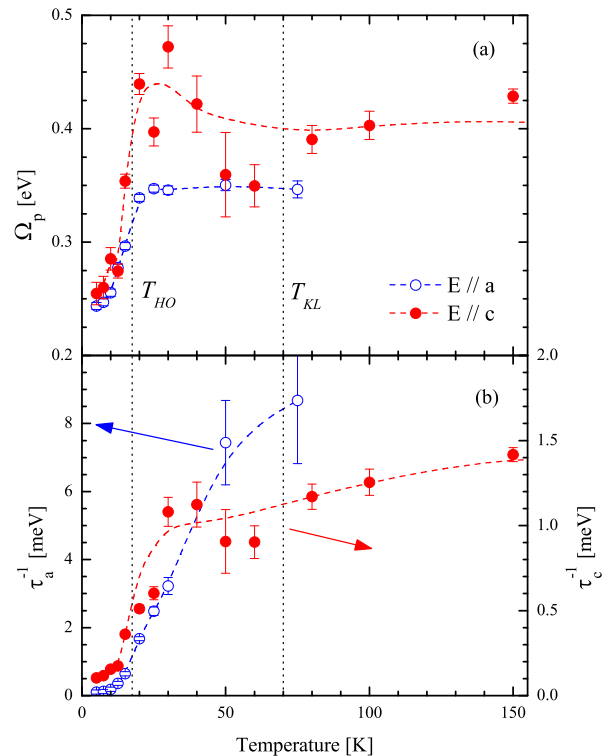 (a)
0.5
0.4
0.3
0.2
Ω_p [eV]
T_HO
T_KL
E // a
E // c
(b)
8
6
4
2
0
τ_a^-1 [meV]
2.0
1.5
1.0
0.5
0.0
τ_c^-1 [meV]
0
50
100
150
Temperature [K]